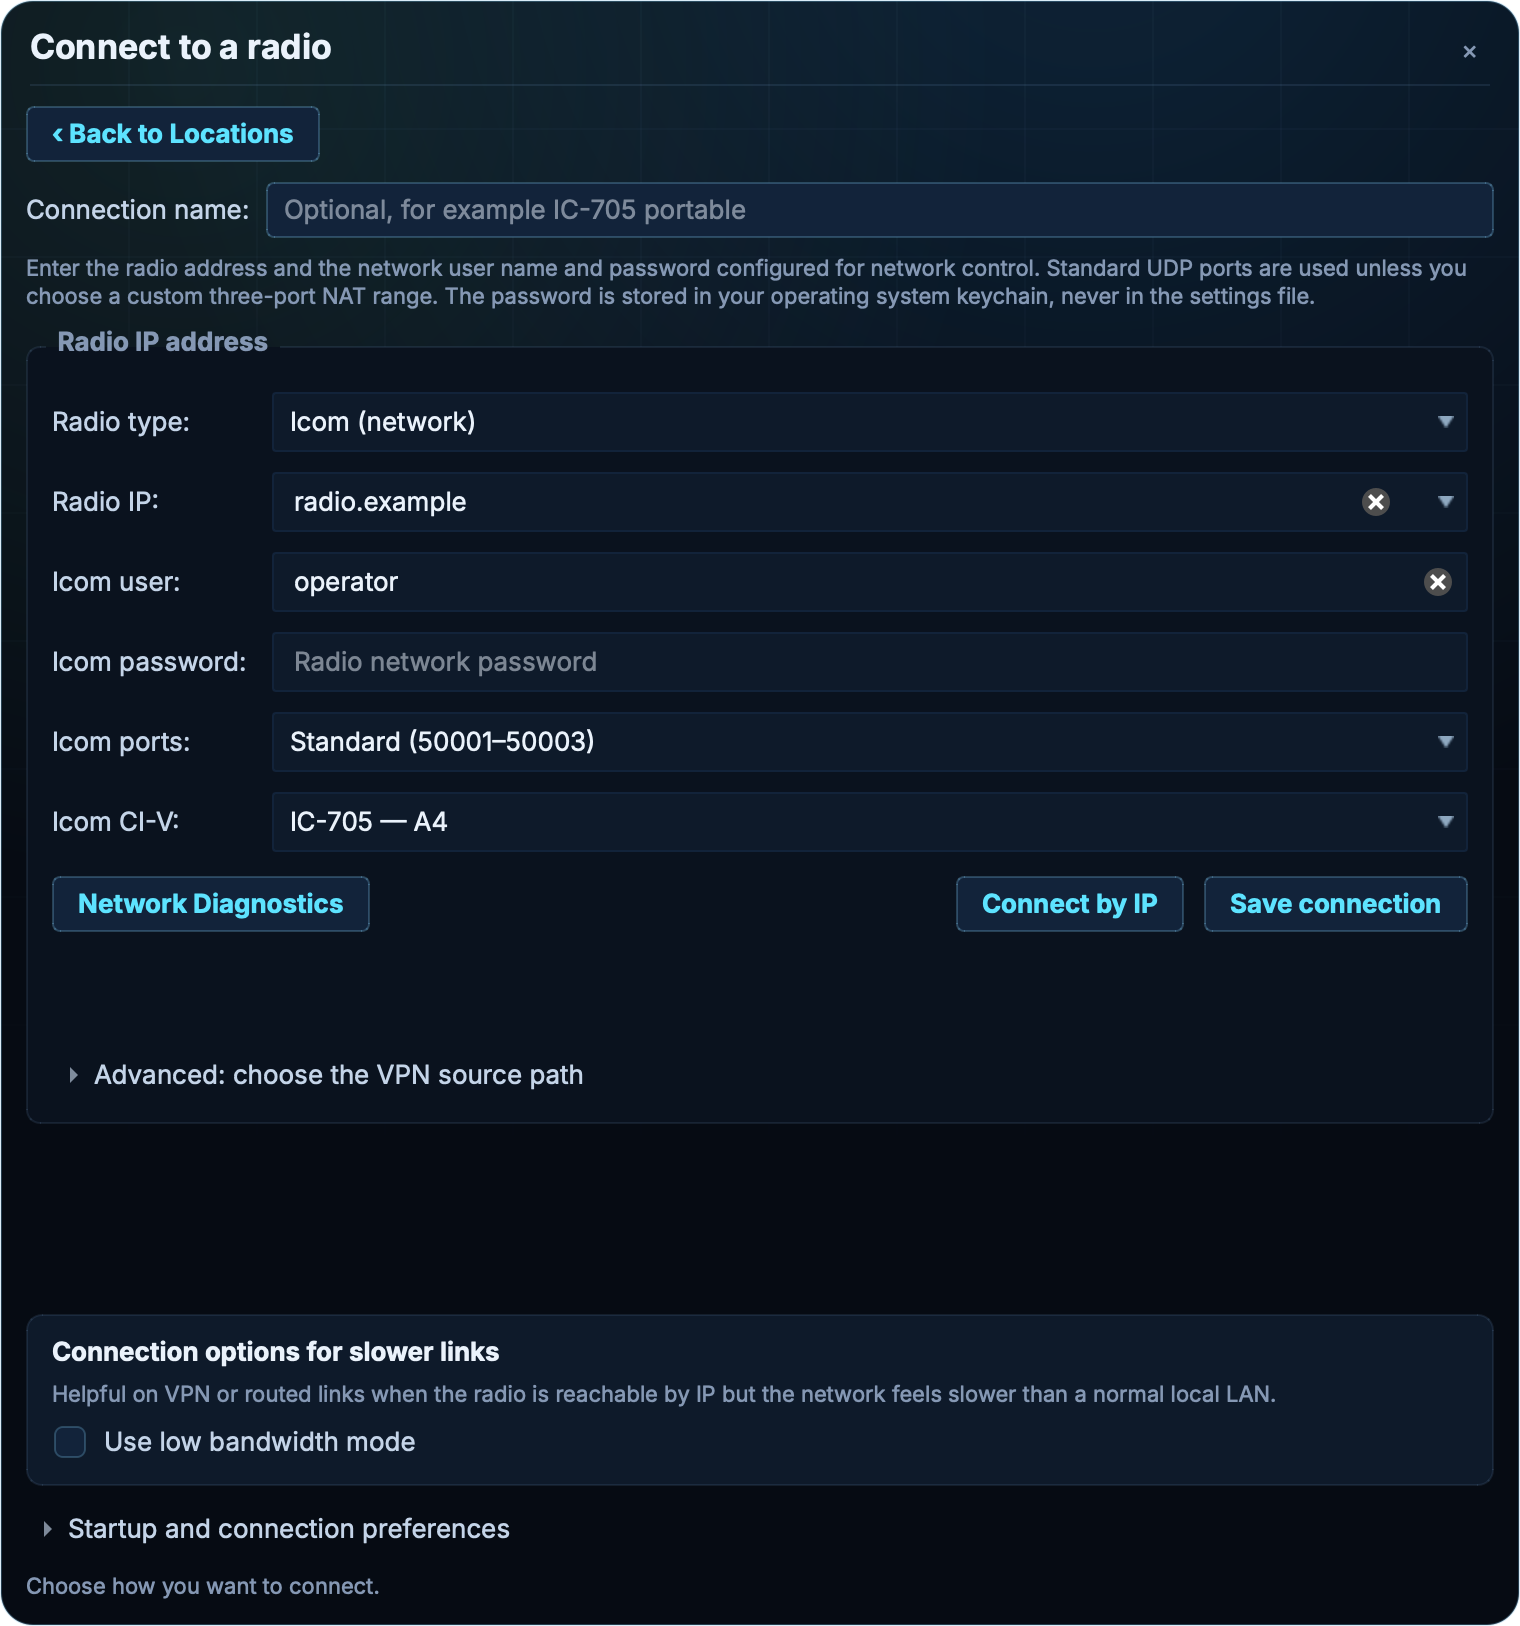 Connect to a radio
×
‹ Back to Locations
Connection name:
Optional, for example IC-705 portable
Enter the radio address and the network user name and password configured for network control. Standard UDP ports are used unless you
choose a custom three-port NAT range. The password is stored in your operating system keychain, never in the settings file.
Radio IP address
Radio type:
Icom (network)
Radio IP:
radio.example
Icom user:
operator
Icom password:
Radio network password
Icom ports:
Standard (50001–50003)
Icom CI-V:
IC-705 — A4
Network Diagnostics
Connect by IP
Save connection
Advanced: choose the VPN source path
Connection options for slower links
Helpful on VPN or routed links when the radio is reachable by IP but the network feels slower than a normal local LAN.
Use low bandwidth mode
Startup and connection preferences
Choose how you want to connect.